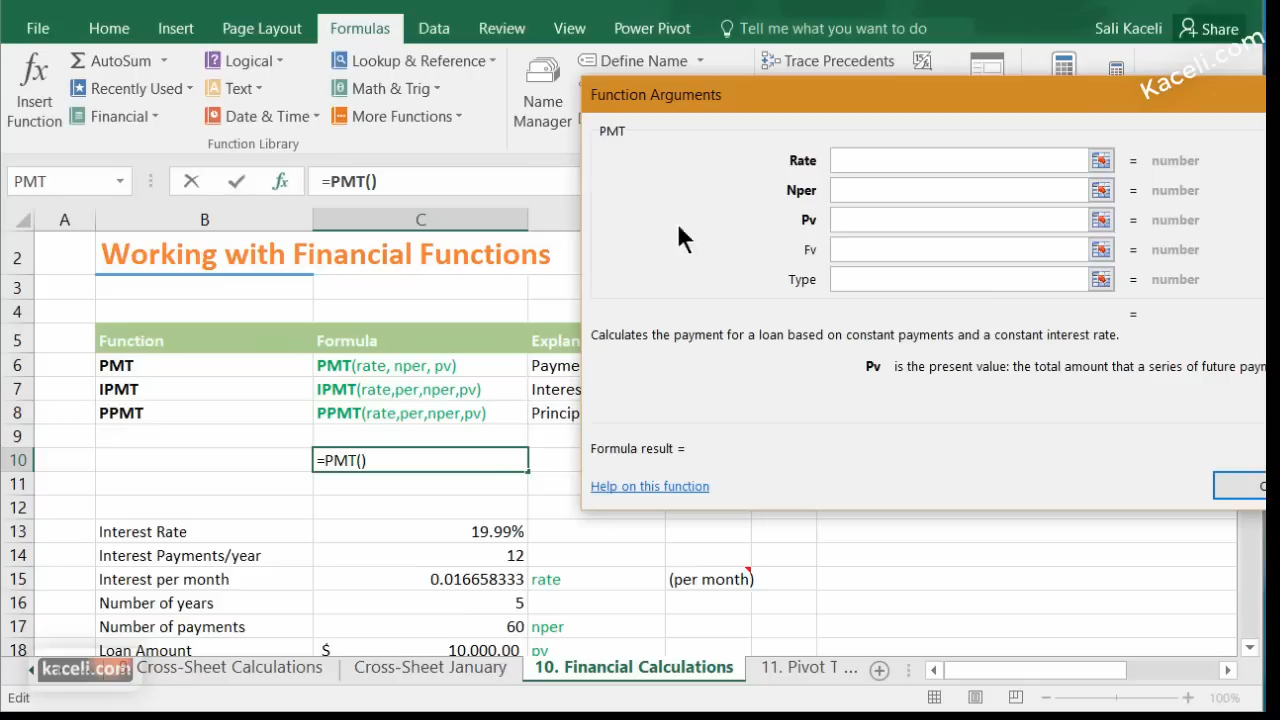 File Home Insert Page Layout Formulas Data Review View Power Pivot Tell me what you want to do Sali Kaceli Share
Kaceli.com
fx Insert Function
Σ AutoSum
Recently Used
Financial
Logical
Text
Date & Time
Lookup & Reference
Math & Trig
More Functions
Function Library
Name Manager
Define Name
Trace Precedents
PMT fx =PMT()
A B C
2 Working with Financial Functions
3
4
5 Function Formula Explan
6 PMT PMT(rate, nper, pv) Payme
7 IPMT IPMT(rate,per,nper,pv) Interes
8 PPMT PPMT(rate,per,nper,pv) Princip
9
10 =PMT()
11
12
13 Interest Rate 19.99%
14 Interest Payments/year 12
15 Interest per month 0.016658333 rate (per month)
16 Number of years 5
17 Number of payments 60 nper
18 Loan Amount $ 10,000.00 pv
Function Arguments
PMT
Rate = number
Nper = number
Pv = number
Fv = number
Type = number
=
Calculates the payment for a loan based on constant payments and a constant interest rate.
Pv is the present value: the total amount that a series of future paym
Formula result =
Help on this function
kaceli.com
Cross-Sheet Calculations Cross-Sheet January 10. Financial Calculations 11. Pivot T ...
Edit 100%